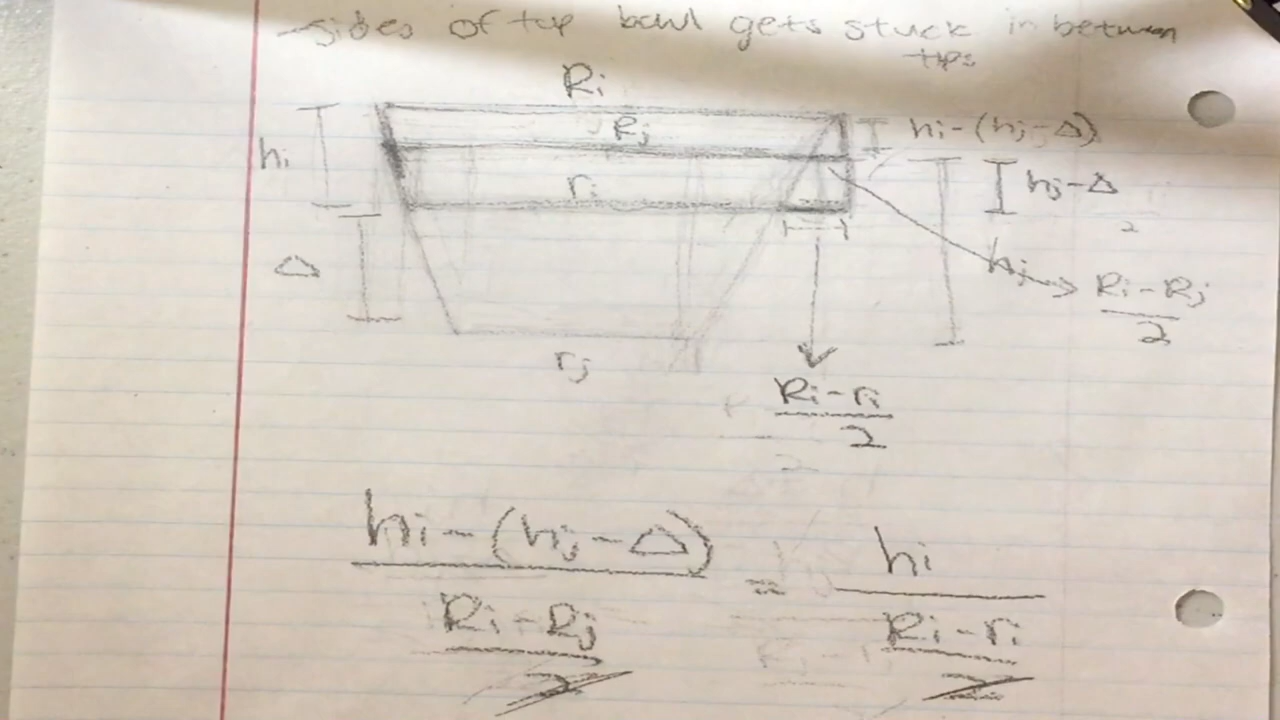 -sides of top bowl gets stuck in between
tips
Ri
Rj
hi-(hj-Δ)
hi
ri
hj-Δ
Δ
hj
Ri-Rj
2
rj
Ri-ri
2
hi-(hj-Δ) = hi
Ri-Rj Ri-ri
2 2